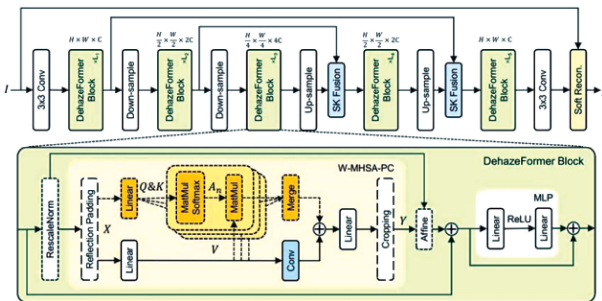 H × W × C
H/2 × W/2 × 2C
H/4 × W/4 × 4C
H/2 × W/2 × 2C
H × W × C
I
3x3 Conv
DehazeFormer Block
Down-sample
DehazeFormer Block
Down-sample
DehazeFormer Block
Up-sample
SK Fusion
DehazeFormer Block
Up-sample
SK Fusion
DehazeFormer Block
3x3 Conv
Soft Recon.
DehazeFormer Block
W-MHSA-PC
RescaleNorm
Reflection Padding
X
Linear
Q&K
MatMul
Softmax
Aₙ
MatMul
Merge
Linear
V
Conv
Linear
Cropping
Y
Affine
MLP
Linear
ReLU
Linear